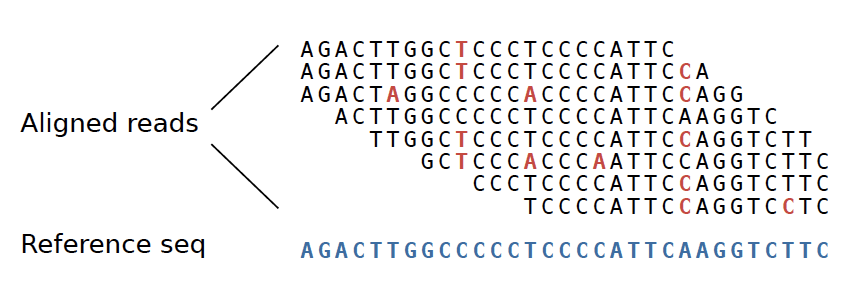 AGACTTGGCTCCCTCCCCATTC
AGACTTGGCTCCCTCCCCATTCCA
AGACTAGGCCCCCACCCCATTCCAGG
Aligned reads
ACTTGGCCCCCTCCCCATTCAAGGTC
TTGGCTCCCTCCCCATTCCAGGTCTT
GCTCCCACCCAATTCCAGGTCTTC
CCCTCCCCATTCCAGGTCTTC
TCCCCATTCCAGGTCCTC
Reference seq AGACTTGGCCCCCTCCCCATTCAAGGTCTTC